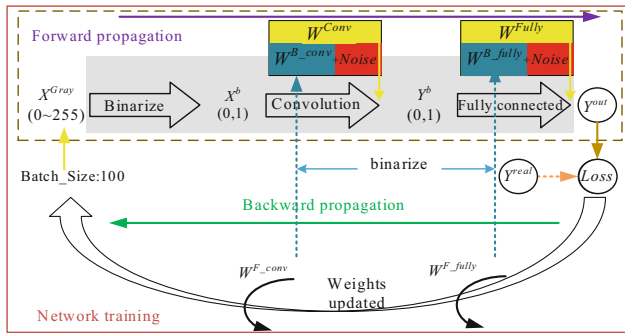 Forward propagation
W^Conv
W^B_conv+Noise
W^Fully
W^B_fully+Noise
X^Gray
(0~255)
Binarize
X^b
(0,1)
Convolution
Y^b
(0,1)
Fully connected
Y^out
Batch_Size:100
binarize
Y^real
Loss
Backward propagation
W^F_conv
W^F_fully
Weights
updated
Network training